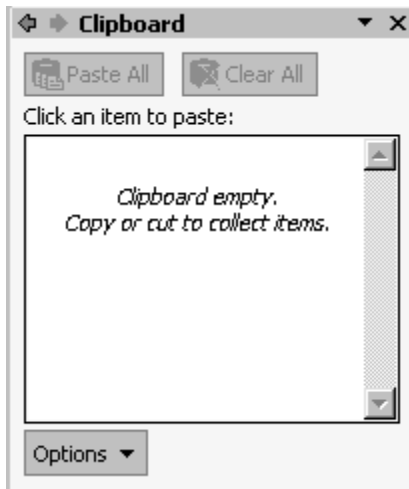 Clipboard
Paste All Clear All
Click an item to paste:
Clipboard empty.
Copy or cut to collect items.
Options